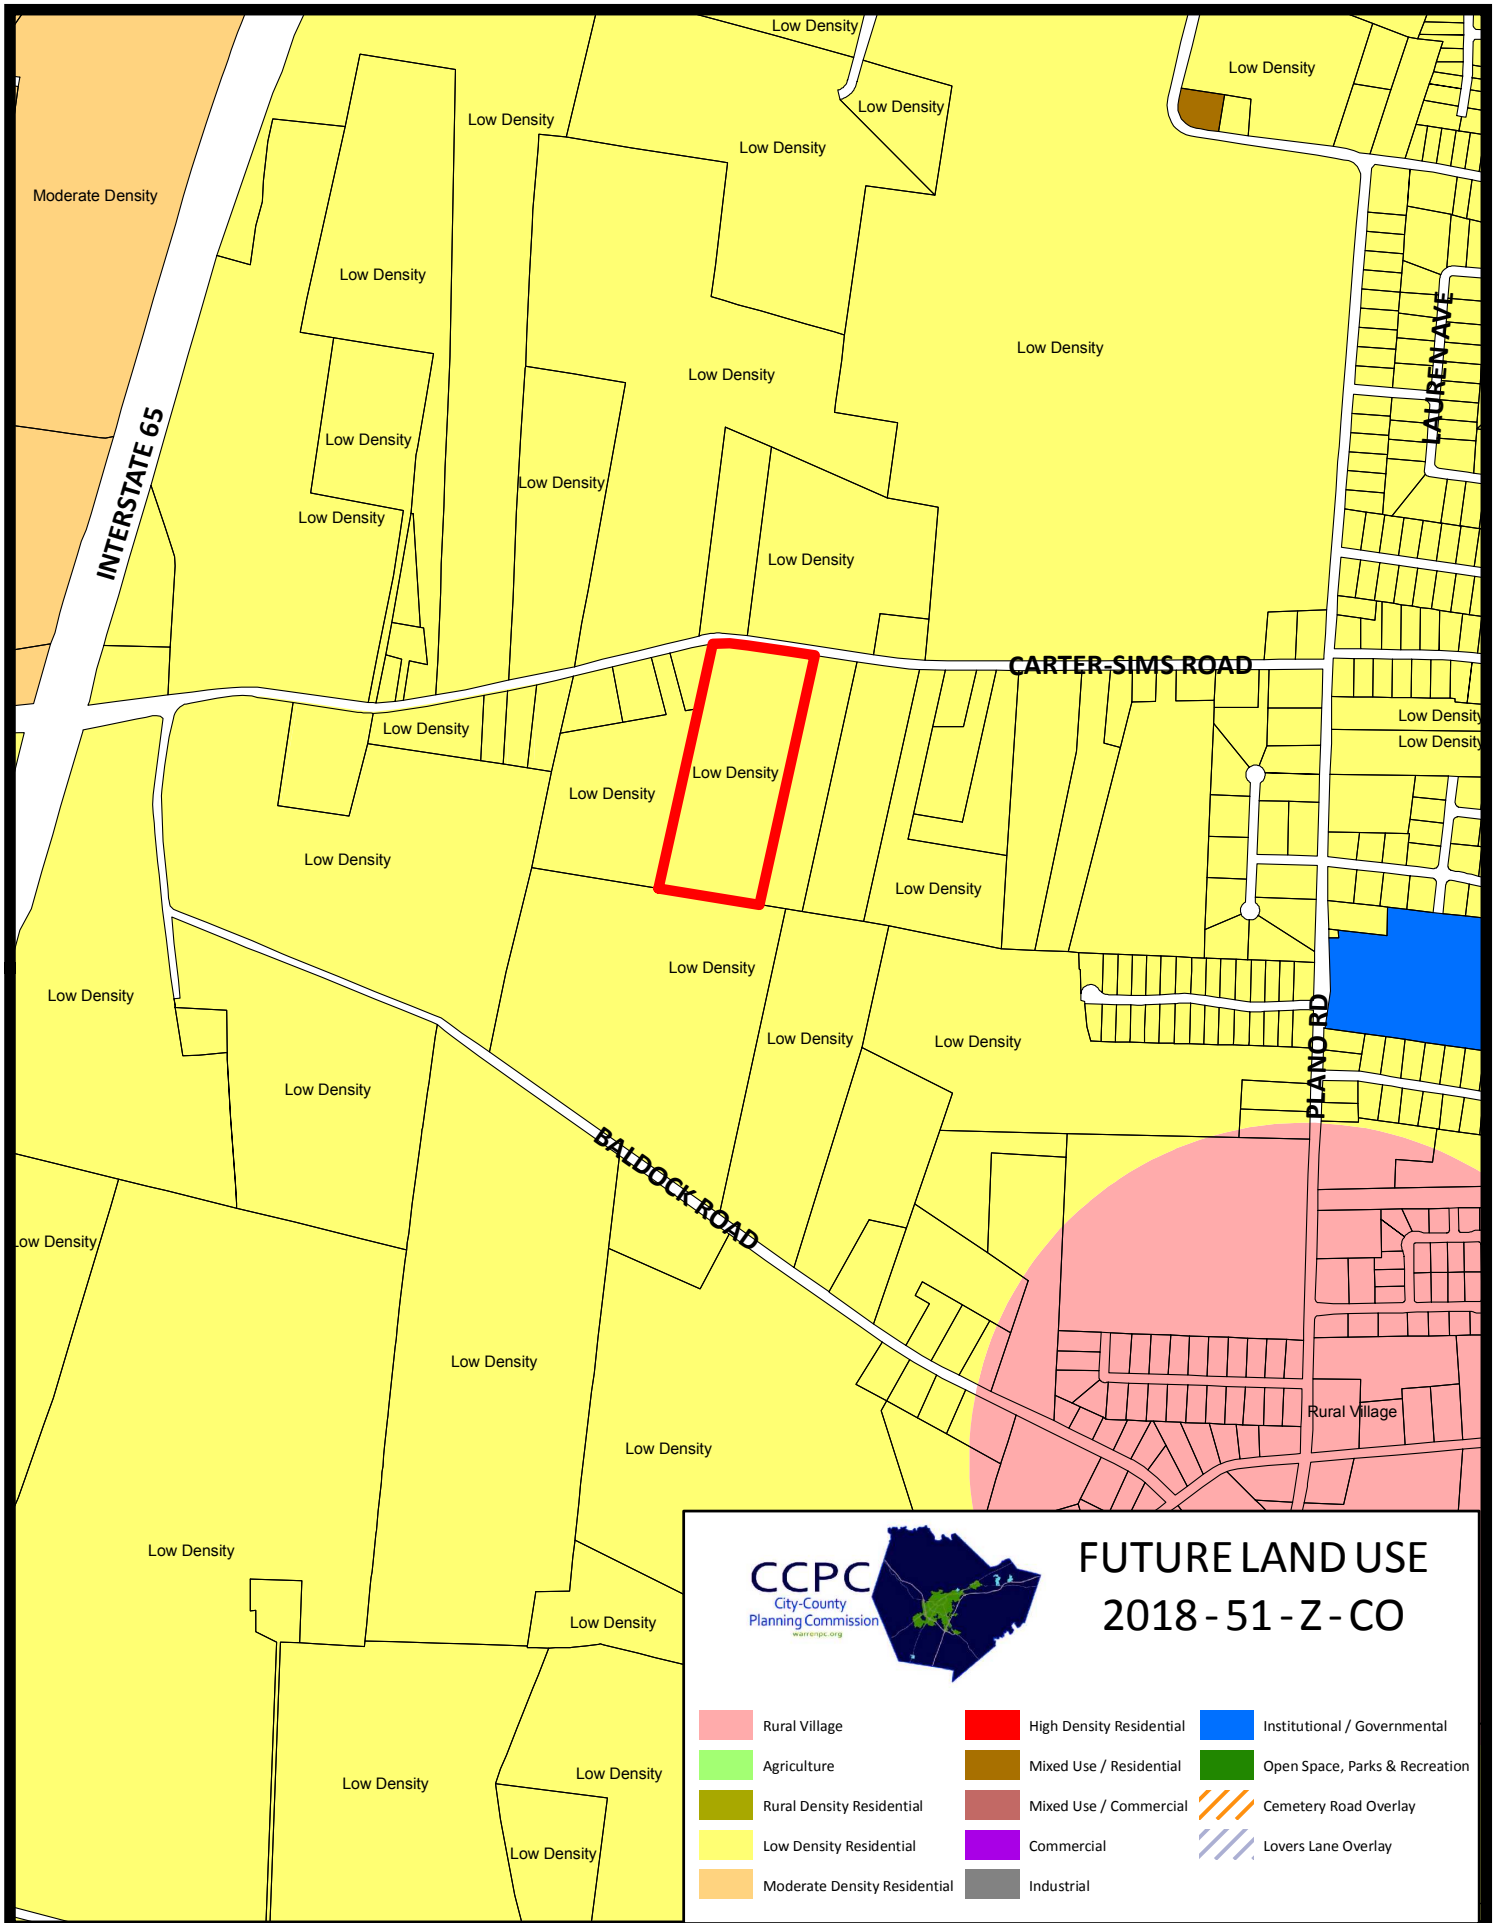 Low Density
Low Density
Low Density
Low Density
Low Density
Moderate Density
Low Density
Low Density
LAUREN AVE
Low Density
Low Density
INTERSTATE 65
Low Density
Low Density
Low Density
CARTER-SIMS ROAD
Low Density
Low Density
Low Density
Low Density
Low Density
Low Density
Low Density
Low Density
Low Density
Low Density
Low Density
Low Density
PLANO RD
Low Density
BALDOCK ROAD
ow Density
Low Density
Rural Village
Low Density
Low Density
Low Density
Low Density
Low Density
Low Density
CCPC
City-County
Planning Commission
warrenpc.org
FUTURE LAND USE
2018-51-Z-CO
Rural Village
Agriculture
Rural Density Residential
Low Density Residential
Moderate Density Residential
High Density Residential
Mixed Use / Residential
Mixed Use / Commercial
Commercial
Industrial
Institutional / Governmental
Open Space, Parks & Recreation
Cemetery Road Overlay
Lovers Lane Overlay